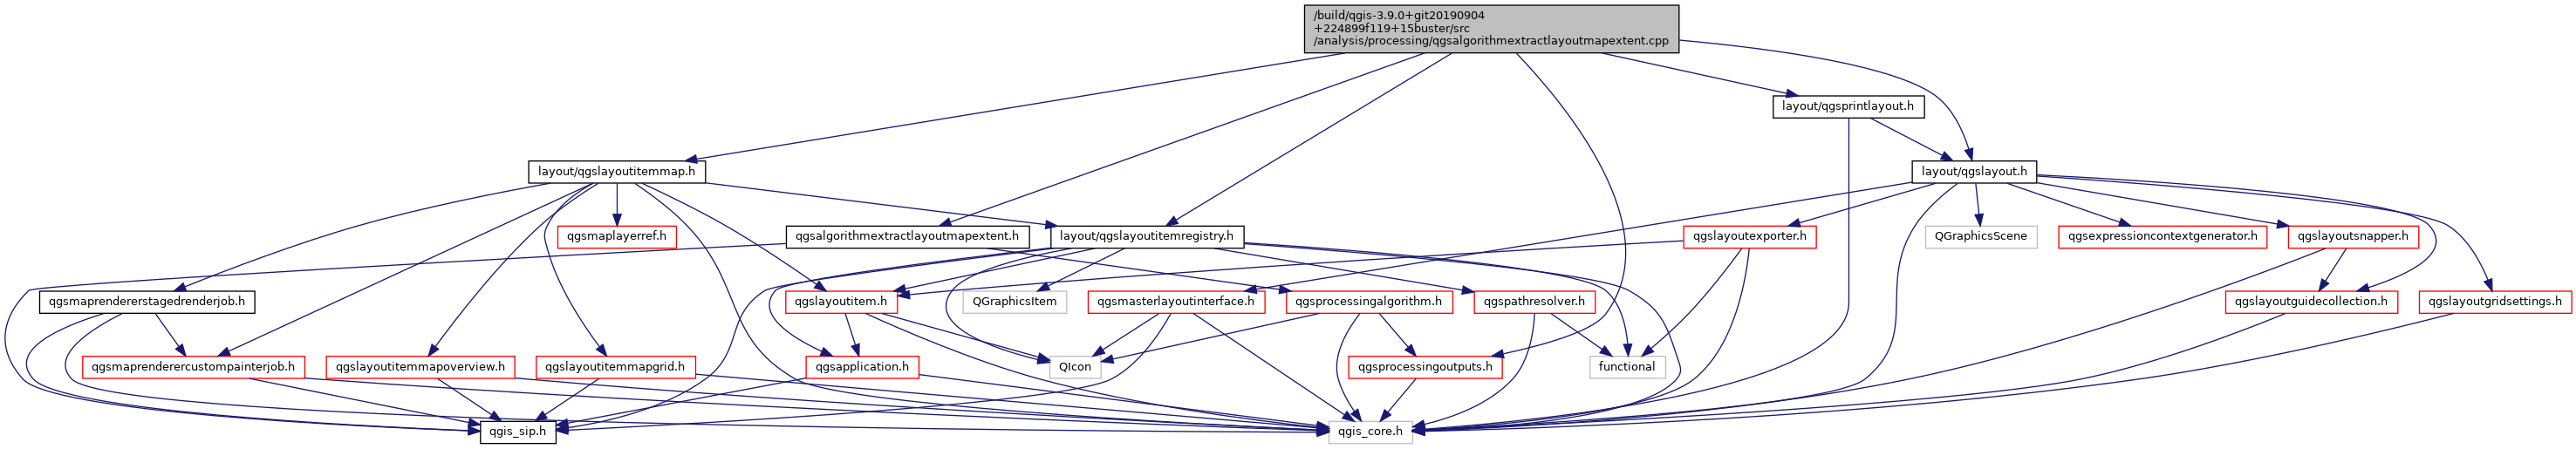 /build/qgis-3.9.0+git20190904
+224899f119+15buster/src
/analysis/processing/qgsalgorithmextractlayoutmapextent.cpp
layout/qgsprintlayout.h
layout/qgslayoutitemmap.h
layout/qgslayout.h
qgsmaplayerref.h
qgsalgorithmextractlayoutmapextent.h
layout/qgslayoutitemregistry.h
qgslayoutexporter.h
QGraphicsScene
qgsexpressioncontextgenerator.h
qgslayoutsnapper.h
qgsmaprendererstagedrenderjob.h
qgslayoutitem.h
QGraphicsItem
qgsmasterlayoutinterface.h
qgsprocessingalgorithm.h
qgspathresolver.h
qgslayoutguidecollection.h
qgslayoutgridsettings.h
qgsmaprenderercustompainterjob.h
qgslayoutitemmapoverview.h
qgslayoutitemmapgrid.h
qgsapplication.h
QIcon
qgsprocessingoutputs.h
functional
qgis_sip.h
qgis_core.h